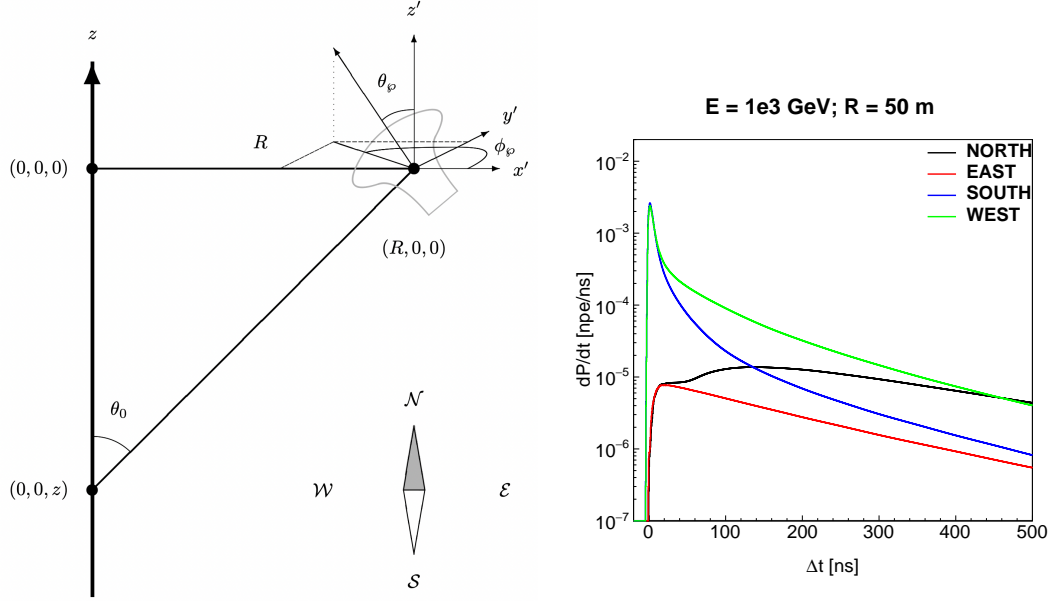 z
z′
θ℘
y′
R
ϕ℘
(0, 0, 0)
x′
(R, 0, 0)
θ0
N
(0, 0, z)
W
E
S
E = 1e3 GeV; R = 50 m
NORTH
EAST
SOUTH
WEST
dP/dt [npe/ns]
10−2
10−3
10−4
10−5
10−6
10−7
0 100 200 300 400 500
Δt [ns]